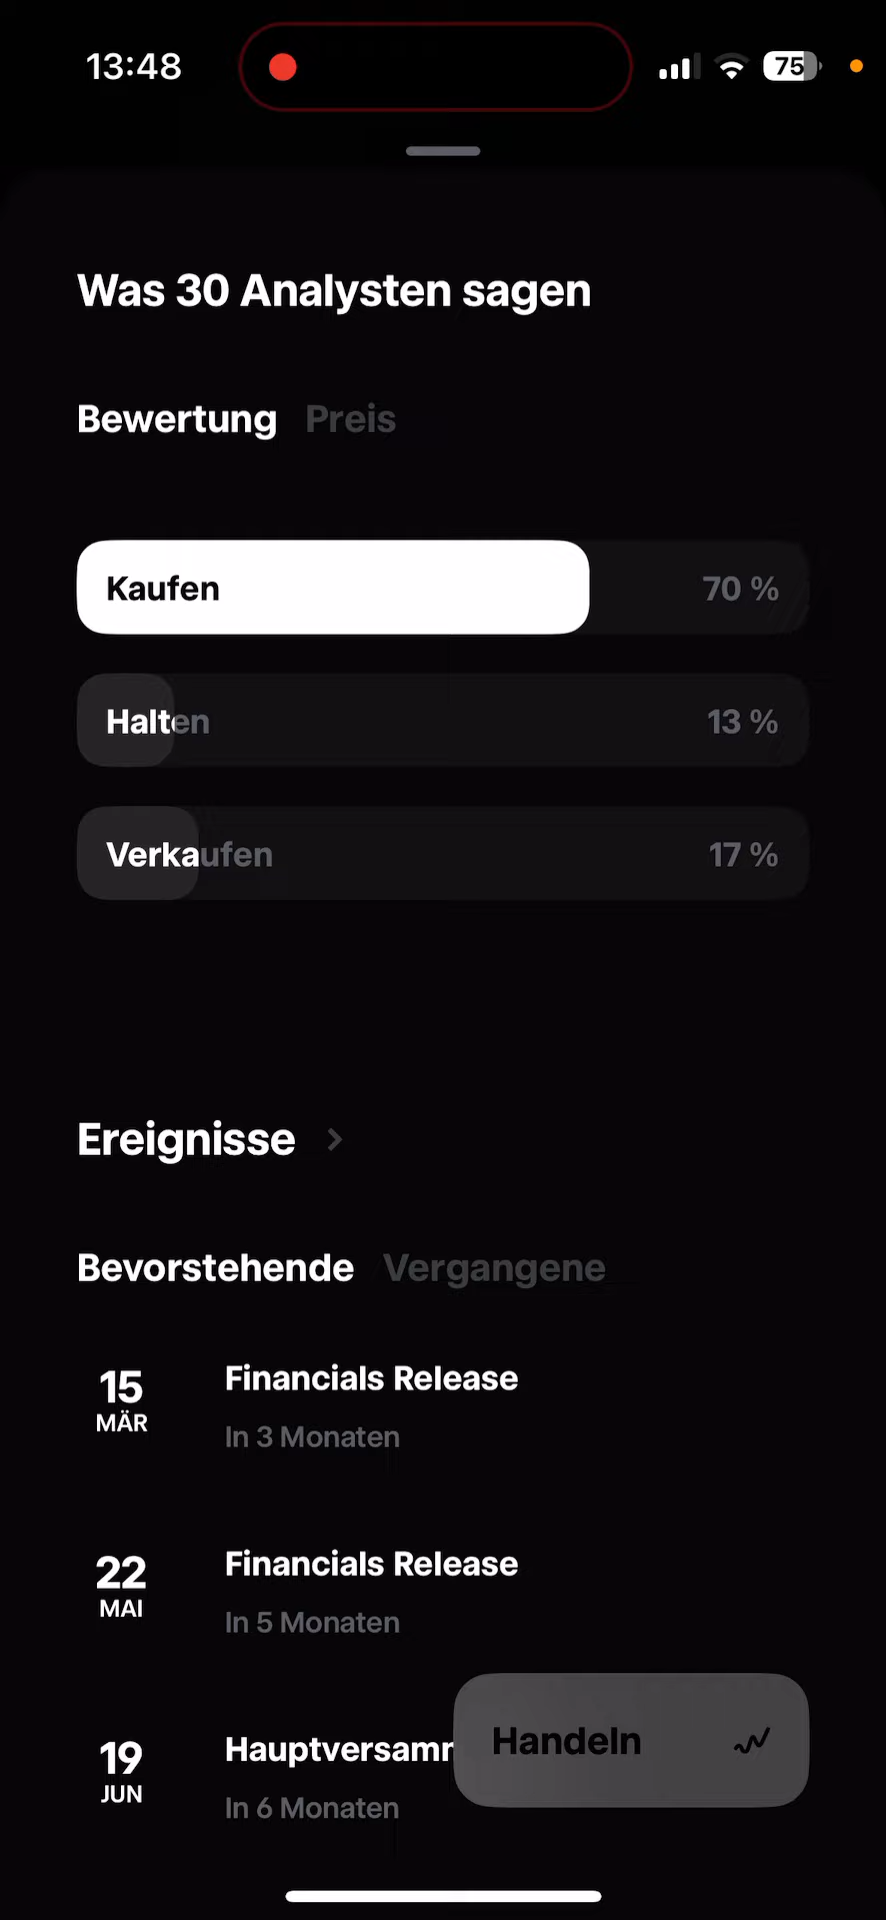 13:48
75
Was 30 Analysten sagen
Bewertung Preis
Kaufen 70 %
Halten 13 %
Verkaufen 17 %
Ereignisse
Bevorstehende Vergangene
15 MÄR
Financials Release
In 3 Monaten
22 MAI
Financials Release
In 5 Monaten
19 JUN
Hauptversamm
In 6 Monaten
Handeln